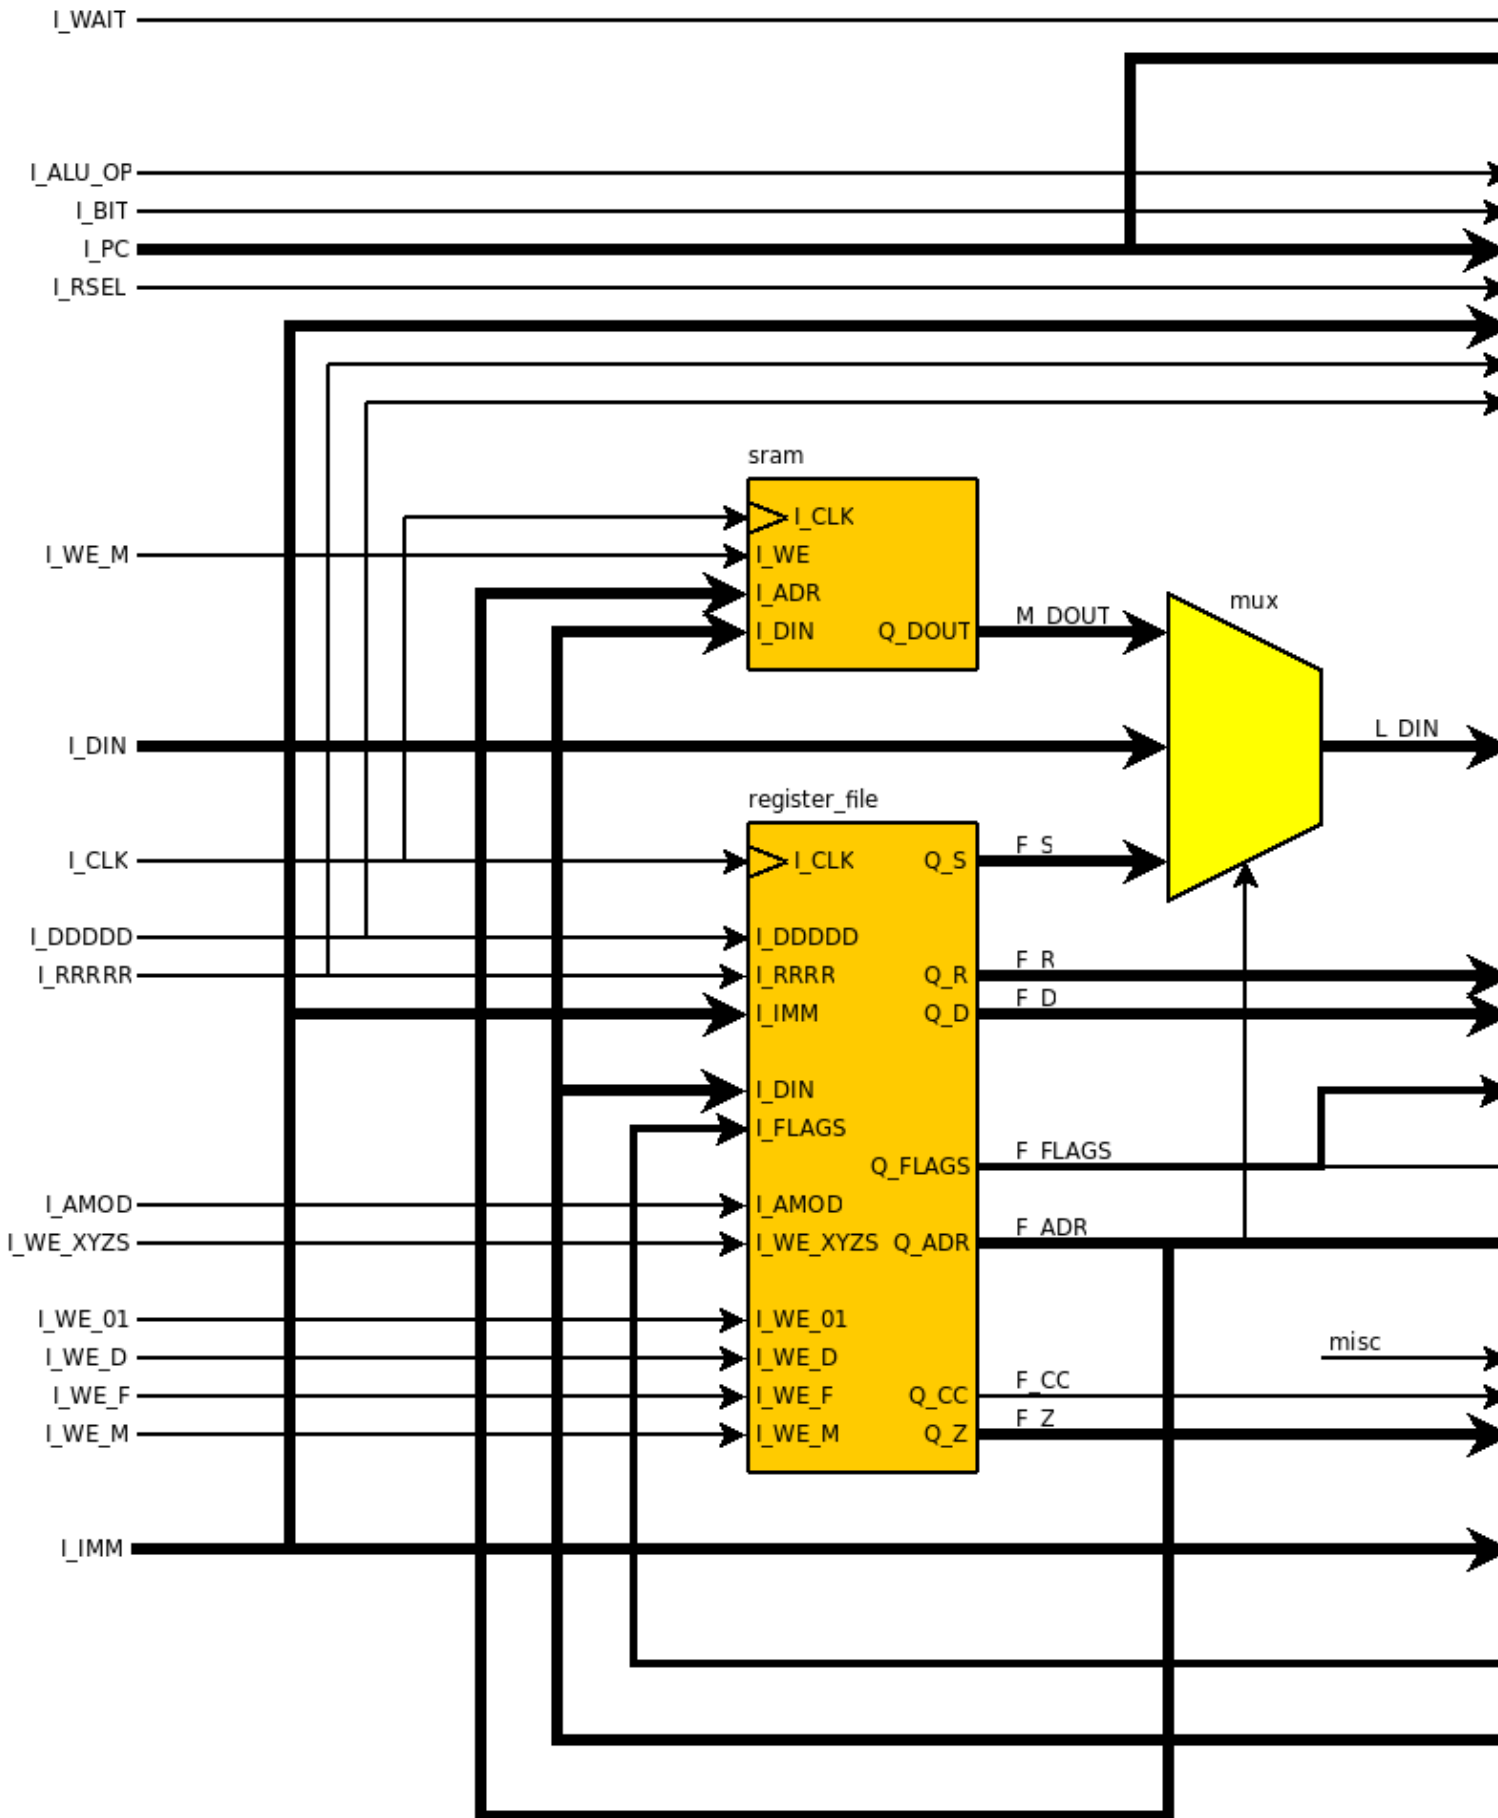 I_WAIT
I_ALU_OP
I_BIT
I_PC
I_RSEL
sram
I_CLK
I_WE_M
I_WE
I_ADR
mux
I_DIN
Q_DOUT
M_DOUT
I_DIN
L_DIN
register_file
I_CLK
I_CLK
Q_S
F_S
I_DDDDD
I_DDDDD
I_RRRRR
I_RRRR
Q_R
F_R
I_IMM
Q_D
F_D
I_DIN
I_FLAGS
Q_FLAGS
F_FLAGS
I_AMOD
I_AMOD
I_WE_XYZS
I_WE_XYZS
Q_ADR
F_ADR
I_WE_01
I_WE_01
misc
I_WE_D
I_WE_D
I_WE_F
I_WE_F
Q_CC
F_CC
I_WE_M
I_WE_M
Q_Z
F_Z
I_IMM